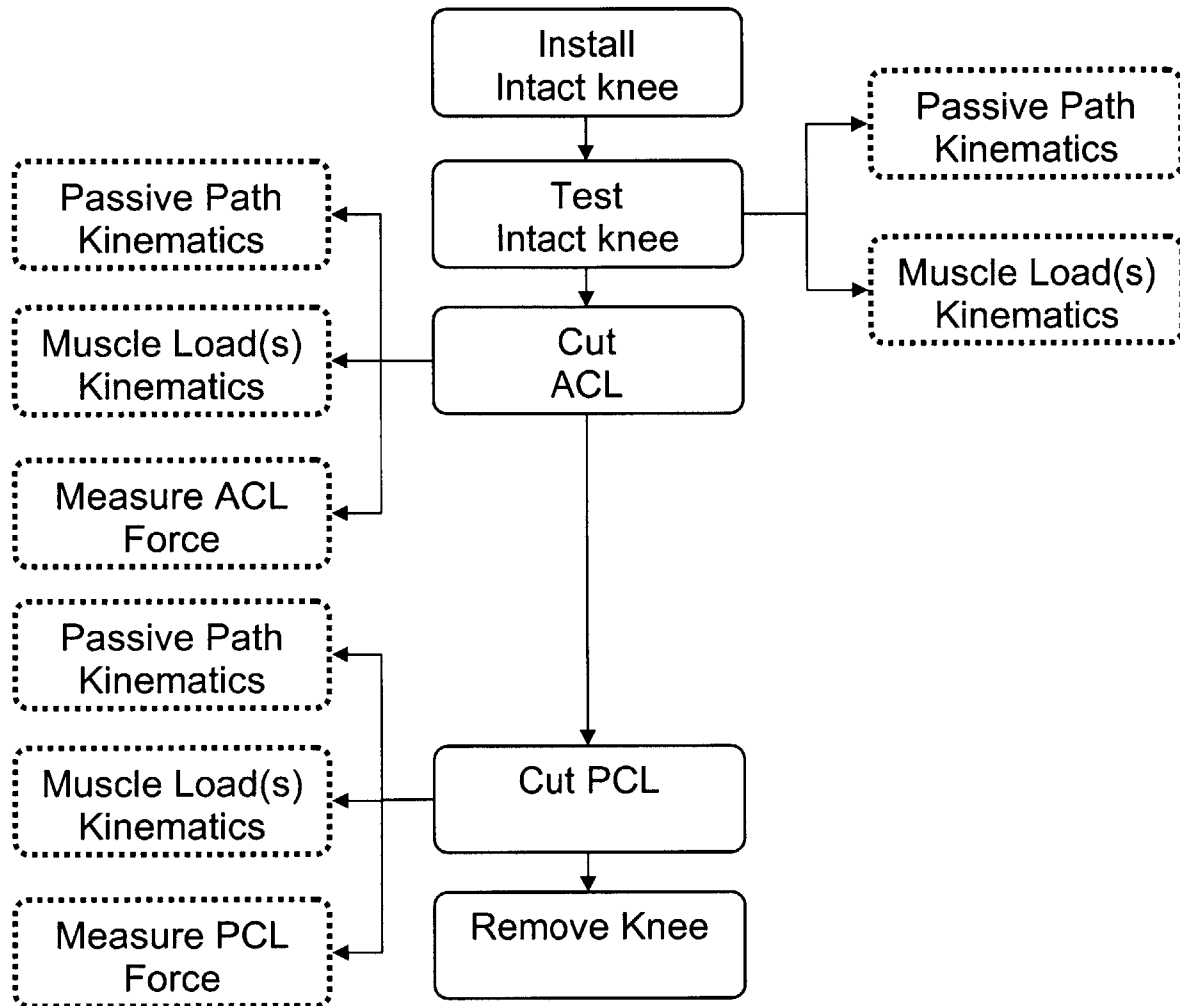 Install
Intact knee
Passive Path
Kinematics
Test
Intact knee
Passive Path
Kinematics
Muscle Load(s)
Kinematics
Cut
ACL
Muscle Load(s)
Kinematics
Measure ACL
Force
Passive Path
Kinematics
Cut PCL
Muscle Load(s)
Kinematics
Remove Knee
Measure PCL
Force